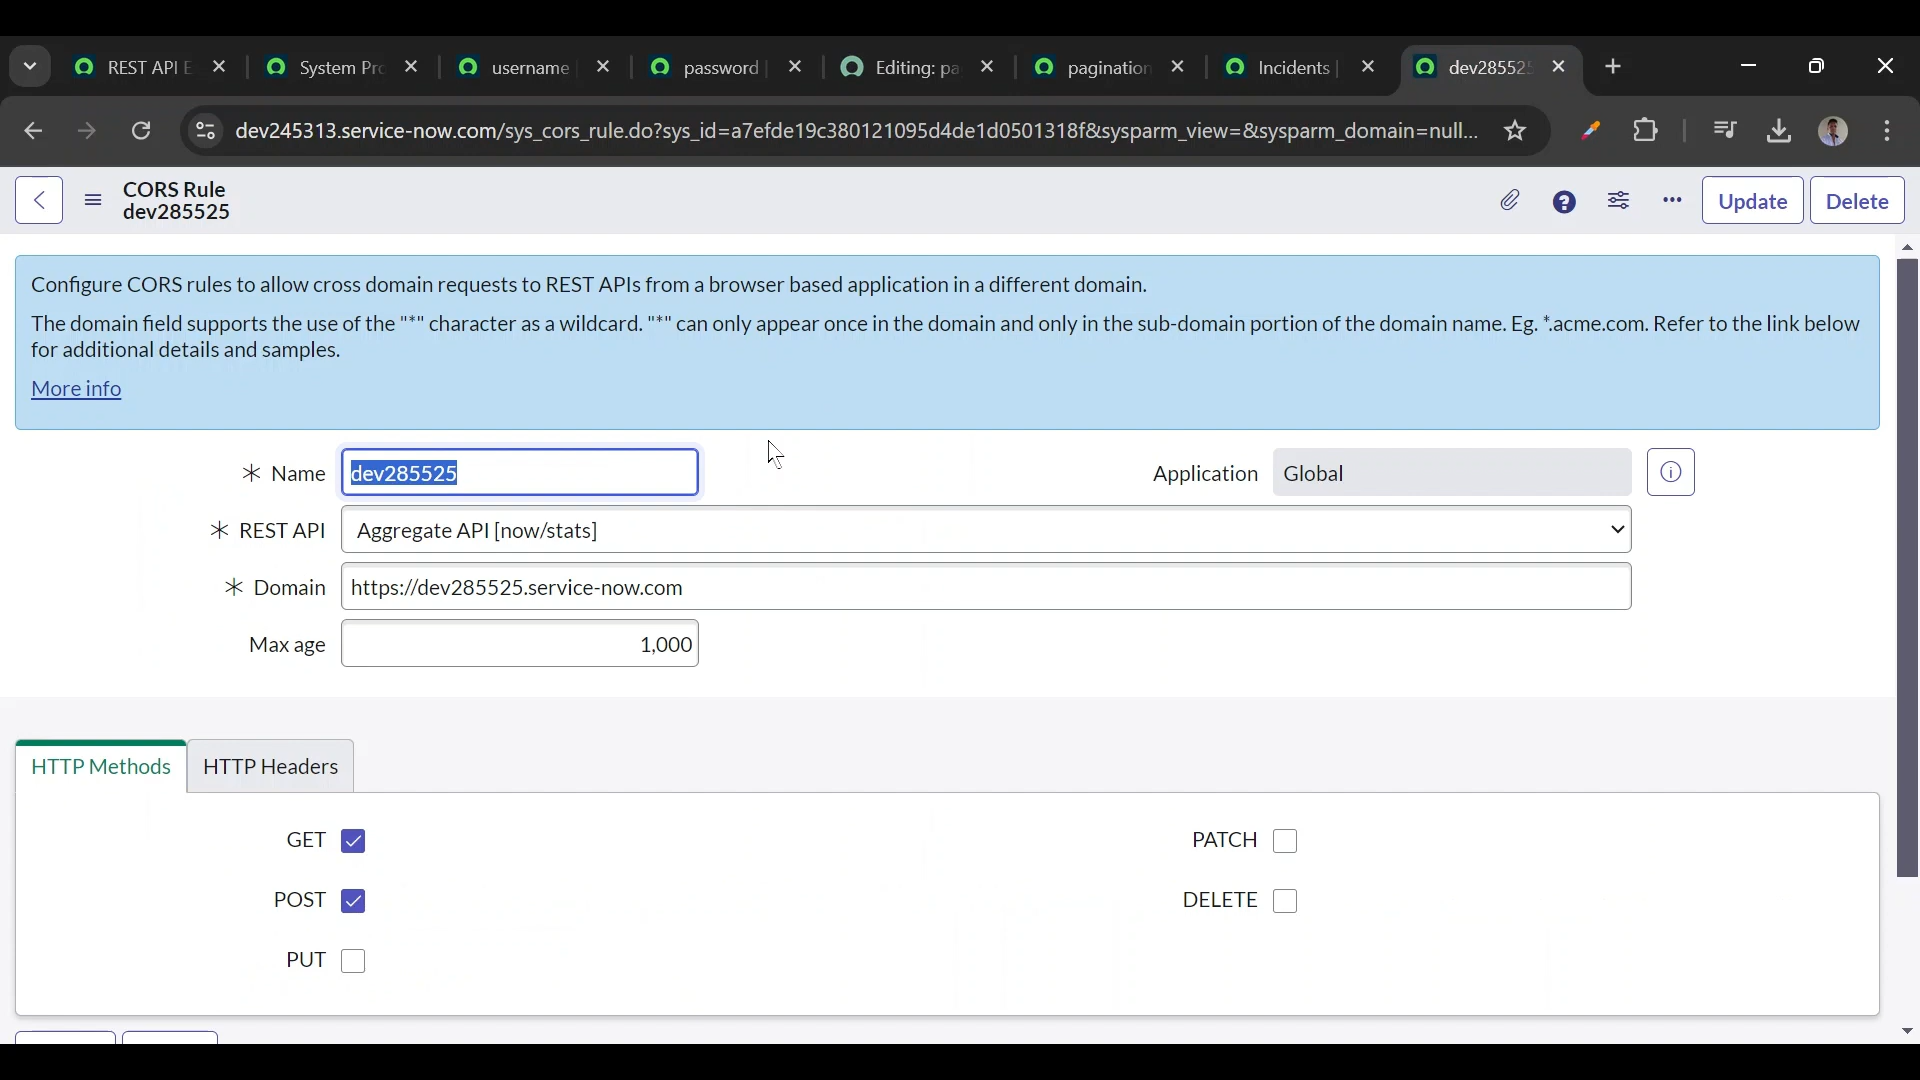 REST API E
System Pro
username
password
Editing: pa
pagination
Incidents
dev285525
dev245313.service-now.com/sys_cors_rule.do?sys_id=a7efde19c380121095d4de1d0501318f&sysparm_view=&sysparm_domain=null...
CORS Rule
dev285525
Update
Delete
Configure CORS rules to allow cross domain requests to REST APIs from a browser based application in a different domain.
The domain field supports the use of the "*" character as a wildcard. "*" can only appear once in the domain and only in the sub-domain portion of the domain name. Eg. *.acme.com. Refer to the link below
for additional details and samples.
More info
* Name dev285525 Application Global
* REST API Aggregate API [now/stats]
* Domain https://dev285525.service-now.com
Max age 1,000
HTTP Methods HTTP Headers
GET PATCH
POST DELETE
PUT